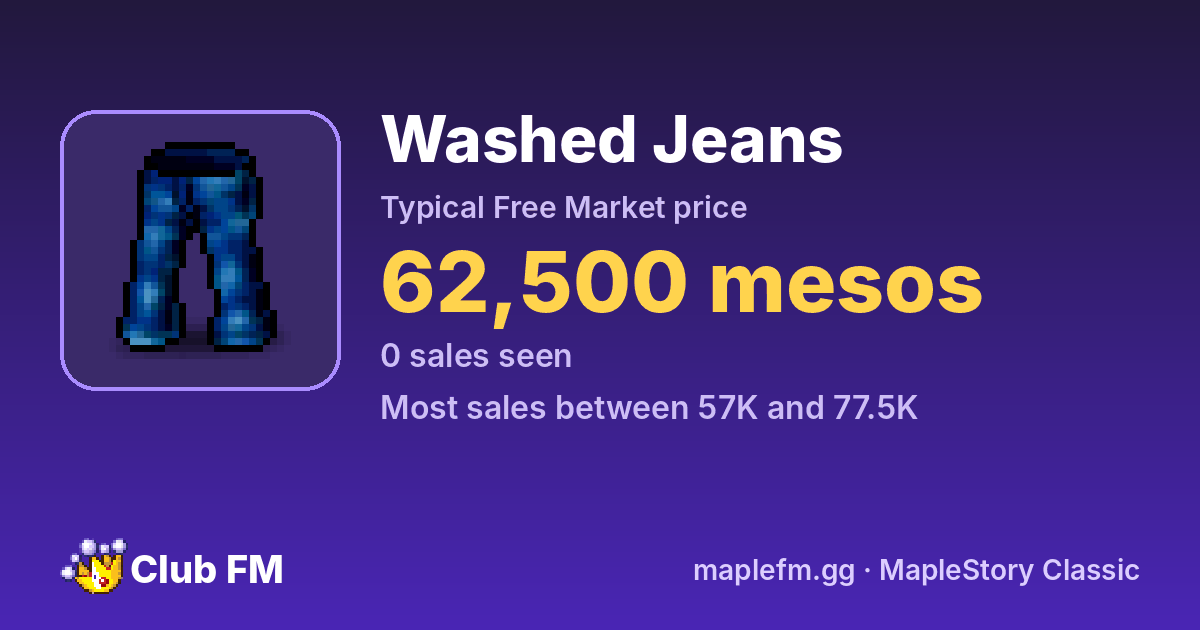 Washed Jeans
Typical Free Market price
62,500 mesos
0 sales seen
Most sales between 57K and 77.5K
Club FM
maplefm.gg · MapleStory Classic